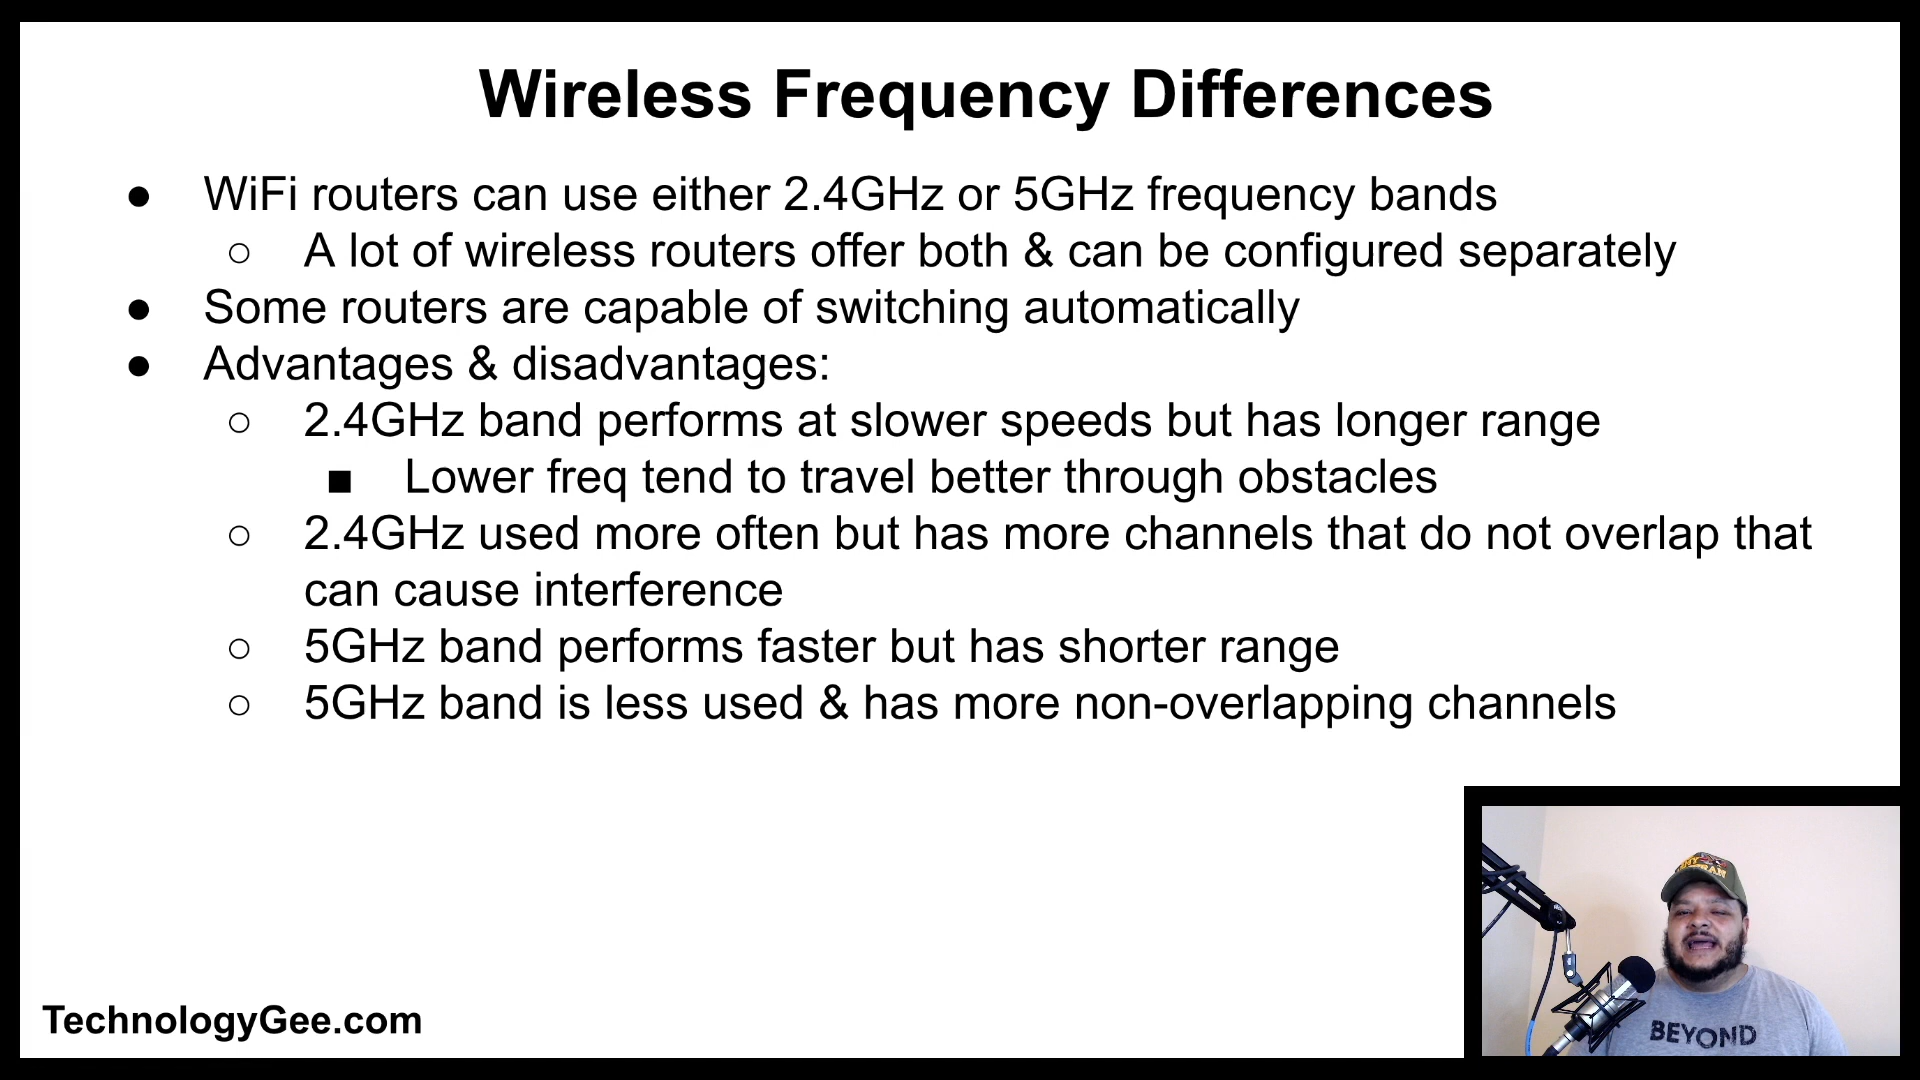 Wireless Frequency Differences
● WiFi routers can use either 2.4GHz or 5GHz frequency bands
○ A lot of wireless routers offer both & can be configured separately
● Some routers are capable of switching automatically
● Advantages & disadvantages:
○ 2.4GHz band performs at slower speeds but has longer range
■ Lower freq tend to travel better through obstacles
○ 2.4GHz used more often but has more channels that do not overlap that
can cause interference
○ 5GHz band performs faster but has shorter range
○ 5GHz band is less used & has more non-overlapping channels
TechnologyGee.com
BEYOND